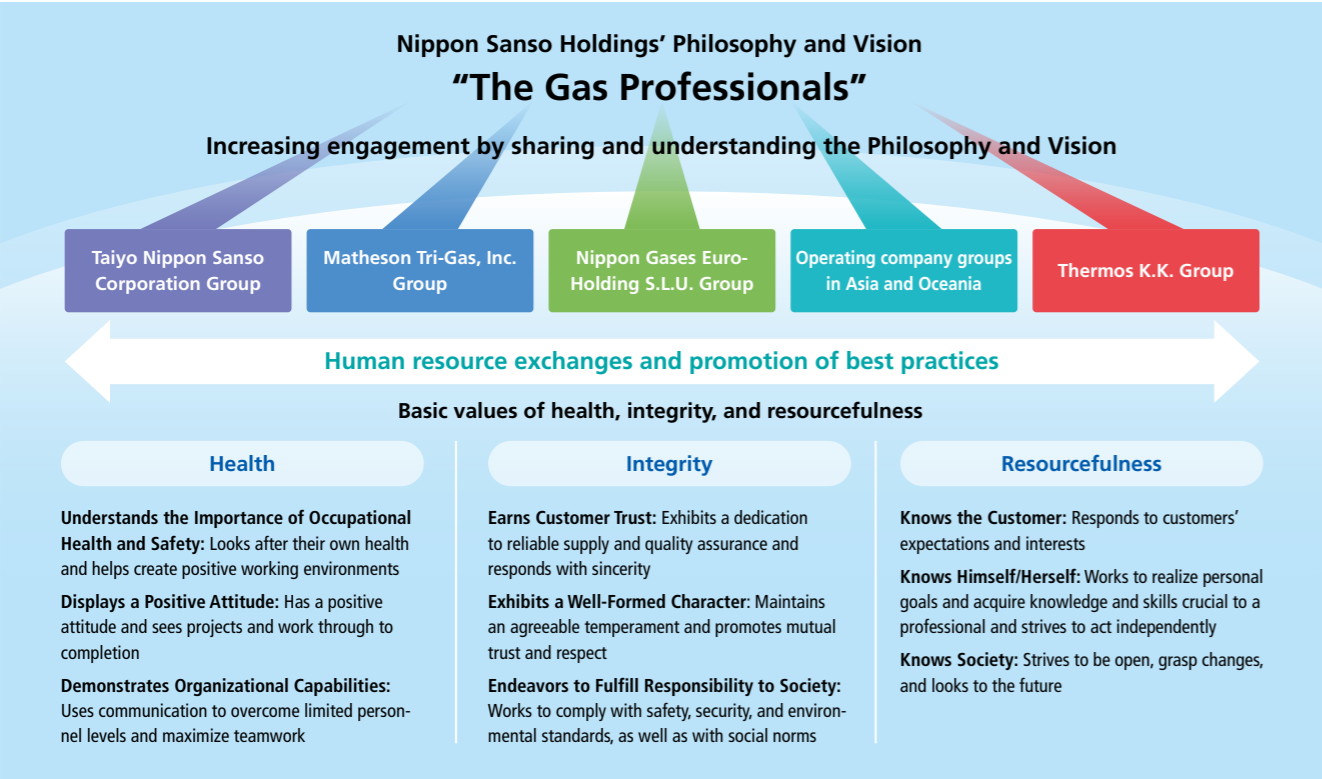 Nippon Sanso Holdings’ Philosophy and Vision
“The Gas Professionals”
Increasing engagement by sharing and understanding the Philosophy and Vision
Taiyo Nippon Sanso
Corporation Group
Matheson Tri-Gas, Inc.
Group
Nippon Gases Euro-
Holding S.L.U. Group
Operating company groups
in Asia and Oceania
Thermos K.K. Group
Human resource exchanges and promotion of best practices
Basic values of health, integrity, and resourcefulness
Health
Understands the Importance of Occupational
Health and Safety: Looks after their own health
and helps create positive working environments
Displays a Positive Attitude: Has a positive
attitude and sees projects and work through to
completion
Demonstrates Organizational Capabilities:
Uses communication to overcome limited person-
nel levels and maximize teamwork
Integrity
Earns Customer Trust: Exhibits a dedication
to reliable supply and quality assurance and
responds with sincerity
Exhibits a Well-Formed Character: Maintains
an agreeable temperament and promotes mutual
trust and respect
Endeavors to Fulfill Responsibility to Society:
Works to comply with safety, security, and environ-
mental standards, as well as with social norms
Resourcefulness
Knows the Customer: Responds to customers’
expectations and interests
Knows Himself/Herself: Works to realize personal
goals and acquire knowledge and skills crucial to a
professional and strives to act independently
Knows Society: Strives to be open, grasp changes,
and looks to the future